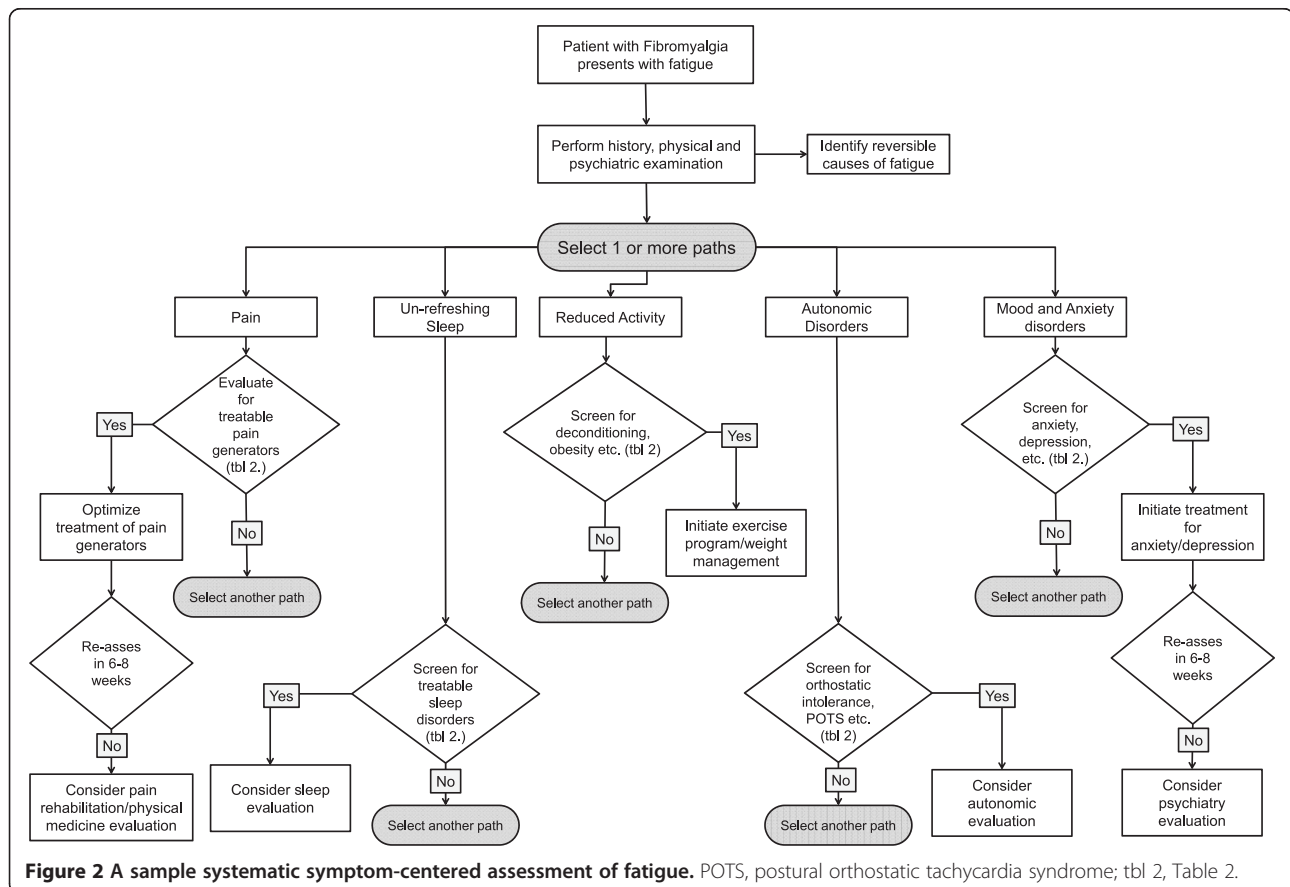 Patient with Fibromyalgia
presents with fatigue
Perform history, physical and
psychiatric examination
Identify reversible
causes of fatigue
Select 1 or more paths
Pain
Un-refreshing
Sleep
Reduced Activity
Autonomic
Disorders
Mood and Anxiety
disorders
Evaluate
for
treatable
pain
generators
(tbl 2.)
Yes
No
Optimize
treatment of pain
generators
Select another path
Re-asses
in 6-8
weeks
No
Consider pain
rehabilitation/physical
medicine evaluation
Screen for
treatable
sleep
disorders
(tbl 2.)
Yes
No
Consider sleep
evaluation
Select another path
Screen for
deconditioning,
obesity etc. (tbl 2)
Yes
No
Initiate exercise
program/weight
management
Select another path
Screen for
orthostatic
intolerance,
POTS etc.
(tbl 2)
Yes
No
Consider
autonomic
evaluation
Select another path
Screen for
anxiety,
depression,
etc. (tbl 2.)
Yes
No
Initiate treatment
for
anxiety/depression
Select another path
Re-asses
in 6-8
weeks
No
Consider
psychiatry
evaluation
Figure 2 A sample systematic symptom-centered assessment of fatigue. POTS, postural orthostatic tachycardia syndrome; tbl 2, Table 2.